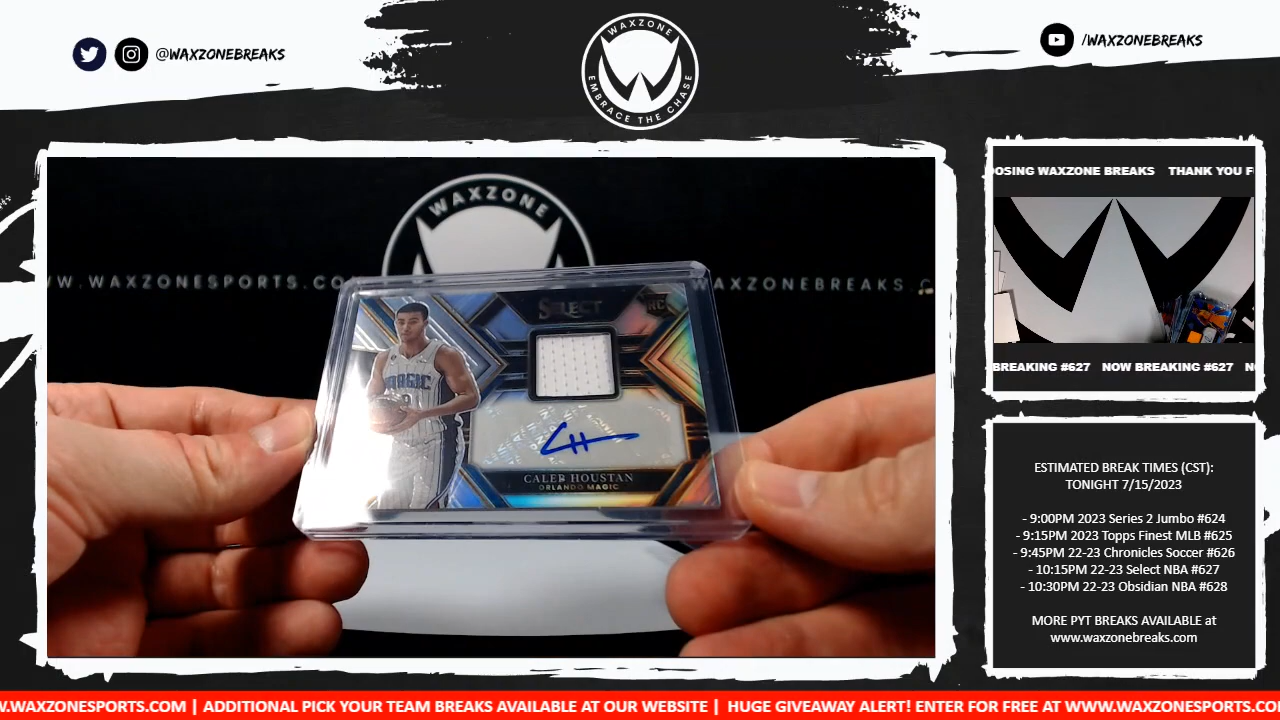 @WAXZONEBREAKS
WAXZONE
EMBRACE THE CHASE
/WAXZONEBREAKS
OSING WAXZONE BREAKS THANK YOU F
WAXZONE
W.WAXZONESPORTS.CO
WAXZONEBREAKS.C
SELECT
RC
MAGIC
CALEB HOUSTAN
ORLANDO MAGIC
BREAKING #627 NOW BREAKING #627 N
ESTIMATED BREAK TIMES (CST):
TONIGHT 7/15/2023
- 9:00PM 2023 Series 2 Jumbo #624
- 9:15PM 2023 Topps Finest MLB #625
- 9:45PM 22-23 Chronicles Soccer #626
- 10:15PM 22-23 Select NBA #627
- 10:30PM 22-23 Obsidian NBA #628
MORE PYT BREAKS AVAILABLE at
www.waxzonebreaks.com
W.WAXZONESPORTS.COM | ADDITIONAL PICK YOUR TEAM BREAKS AVAILABLE AT OUR WEBSITE | HUGE GIVEAWAY ALERT! ENTER FOR FREE AT WWW.WAXZONESPORTS.CO